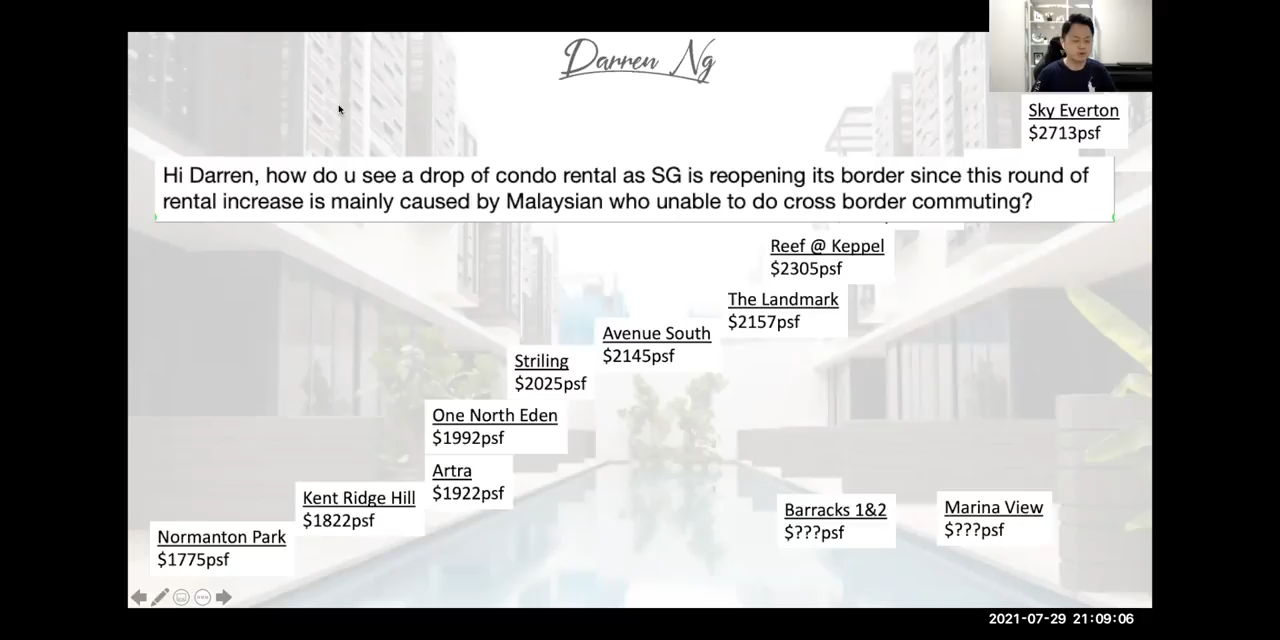 Darren Ng
Sky Everton
$2713psf
Hi Darren, how do u see a drop of condo rental as SG is reopening its border since this round of
rental increase is mainly caused by Malaysian who unable to do cross border commuting?
Reef @ Keppel
$2305psf
The Landmark
$2157psf
Avenue South
$2145psf
Striling
$2025psf
One North Eden
$1992psf
Artra
$1922psf
Kent Ridge Hill
$1822psf
Normanton Park
$1775psf
Barracks 1&2
$???psf
Marina View
$???psf
2021-07-29 21:09:06